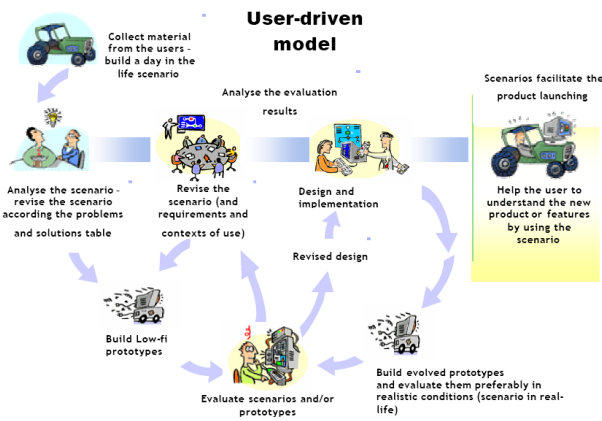 User-driven
model
Collect material
from the users -
build a day in the
life scenario
Analyse the evaluation
results
Scenarios facilitate the
product launching
Analyse the scenario -
revise the scenario
according the problems
and solutions table
Revise the
scenario (and
requirements and
contexts of use)
Design and
implementation
Help the user to
understand the new
product or features
by using the
scenario
Revised design
Build Low-fi
prototypes
Evaluate scenarios and/or
prototypes
Build evolved prototypes
and evaluate them preferably in
realistic conditions (scenario in real-
life)